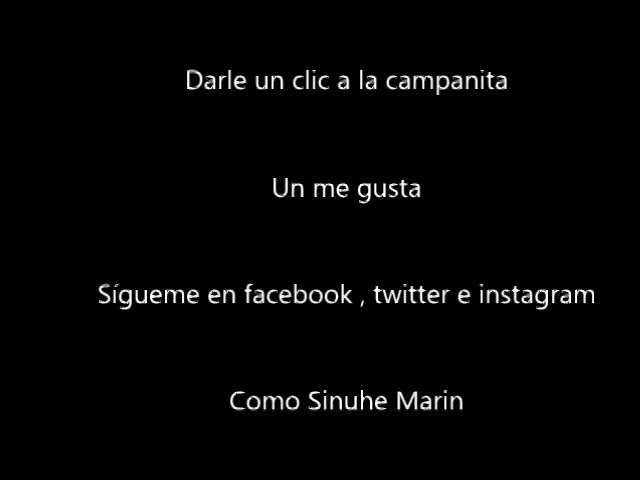 Darle un clic a la campanita
Un me gusta
Sígueme en facebook , twitter e instagram
Como Sinuhe Marin